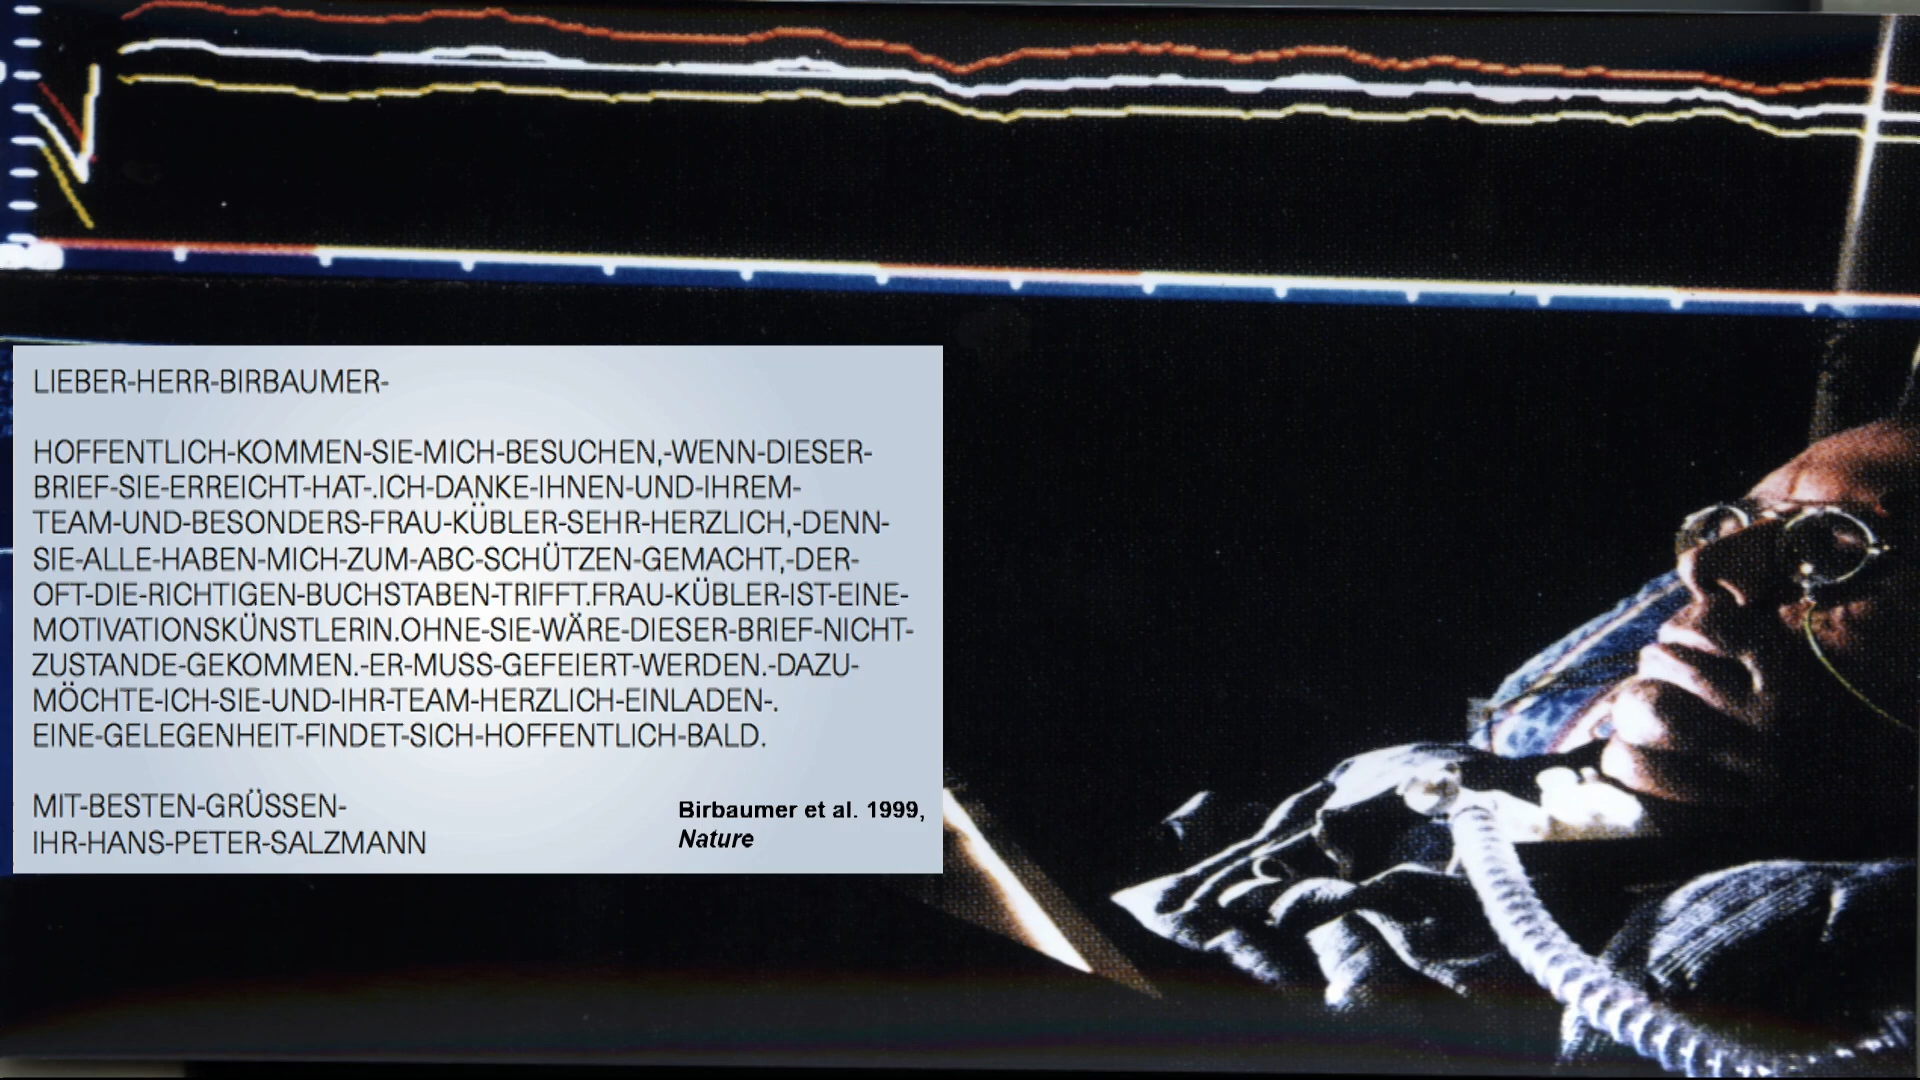 LIEBER-HERR-BIRBAUMER-
HOFFENTLICH-KOMMEN-SIE-MICH-BESUCHEN,-WENN-DIESER-
BRIEF-SIE-ERREICHT-HAT-.ICH-DANKE-IHNEN-UND-IHREM-
TEAM-UND-BESONDERS-FRAU-KÜBLER-SEHR-HERZLICH,-DENN-
SIE-ALLE-HABEN-MICH-ZUM-ABC-SCHÜTZEN-GEMACHT,-DER-
OFT-DIE-RICHTIGEN-BUCHSTABEN-TRIFFT.FRAU-KÜBLER-IST-EINE-
MOTIVATIONSKÜNSTLERIN.OHNE-SIE-WÄRE-DIESER-BRIEF-NICHT-
ZUSTANDE-GEKOMMEN.-ER-MUSS-GEFEIERT-WERDEN.-DAZU-
MÖCHTE-ICH-SIE-UND-IHR-TEAM-HERZLICH-EINLADEN-.
EINE-GELEGENHEIT-FINDET-SICH-HOFFENTLICH-BALD.
MIT-BESTEN-GRÜSSEN-
IHR-HANS-PETER-SALZMANN
Birbaumer et al. 1999,
Nature